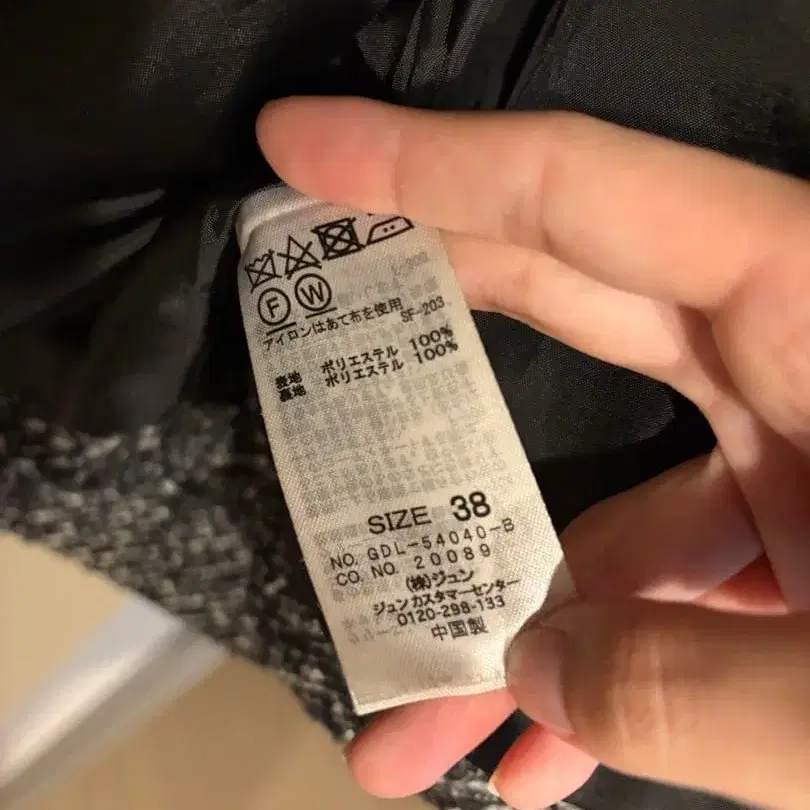 F W
アイロンはあて布を使用
SF-203
表地 ポリエステル 100%
裏地 ポリエステル 100%
SIZE 38
NO. GDL-54040-B
CO. NO. 20089
(株)ジュン
ジュンカスタマーセンター
0120-298-133
中国製